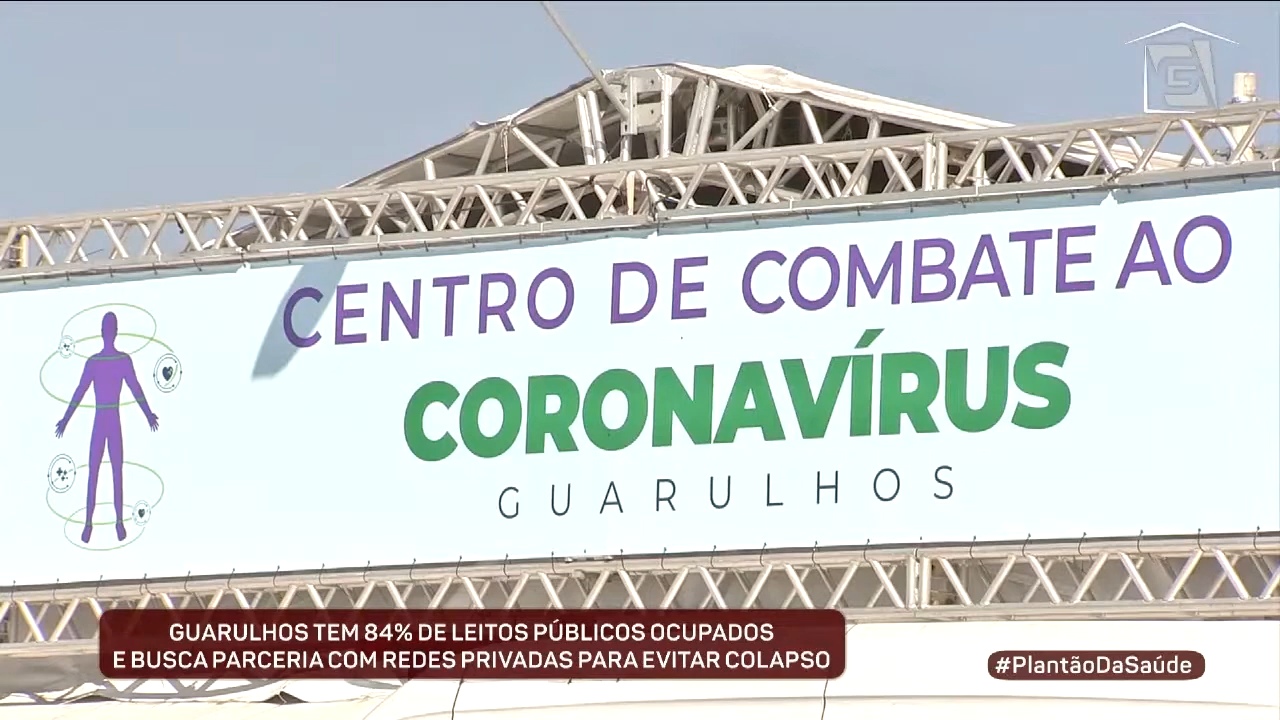 CENTRO DE COMBATE AO
CORONAVÍRUS
GUARULHOS
GUARULHOS TEM 84% DE LEITOS PÚBLICOS OCUPADOS
E BUSCA PARCERIA COM REDES PRIVADAS PARA EVITAR COLAPSO
#PlantãoDaSaúde